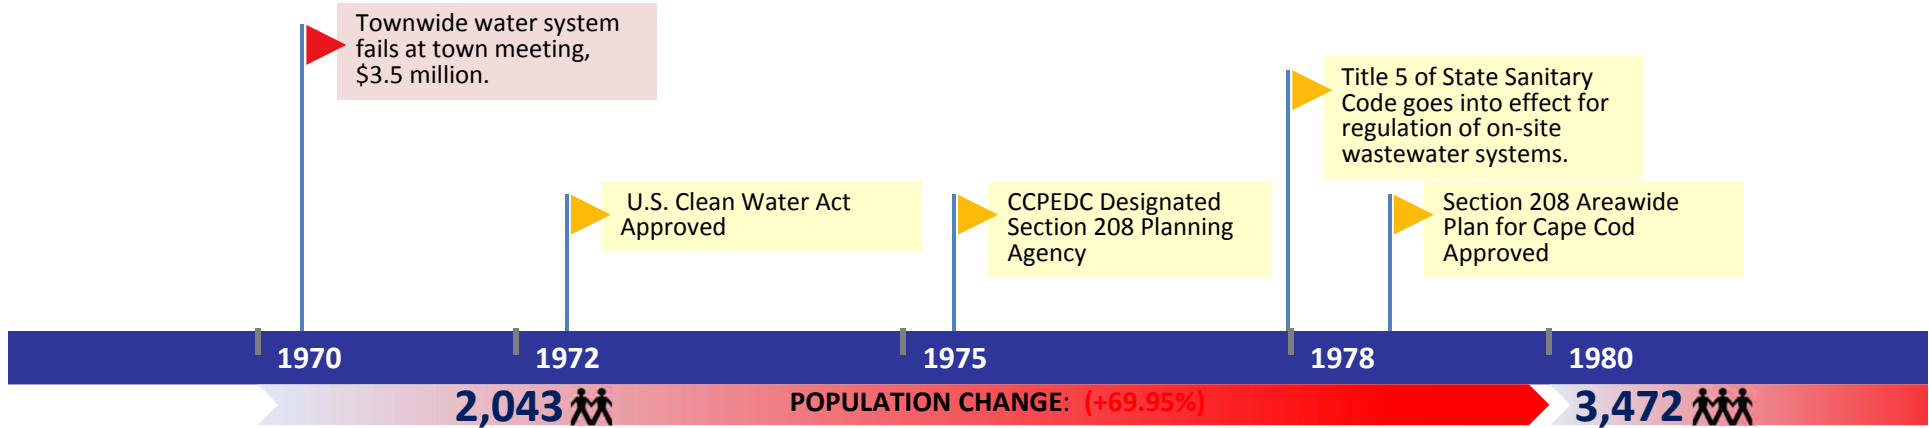 Townwide water system
fails at town meeting,
$3.5 million.
Title 5 of State Sanitary
Code goes into effect for
regulation of on-site
wastewater systems.
U.S. Clean Water Act
Approved
CCPEDC Designated
Section 208 Planning
Agency
Section 208 Areawide
Plan for Cape Cod
Approved
1970
1972
1975
1978
1980
2,043
POPULATION CHANGE: (+69.95%)
3,472